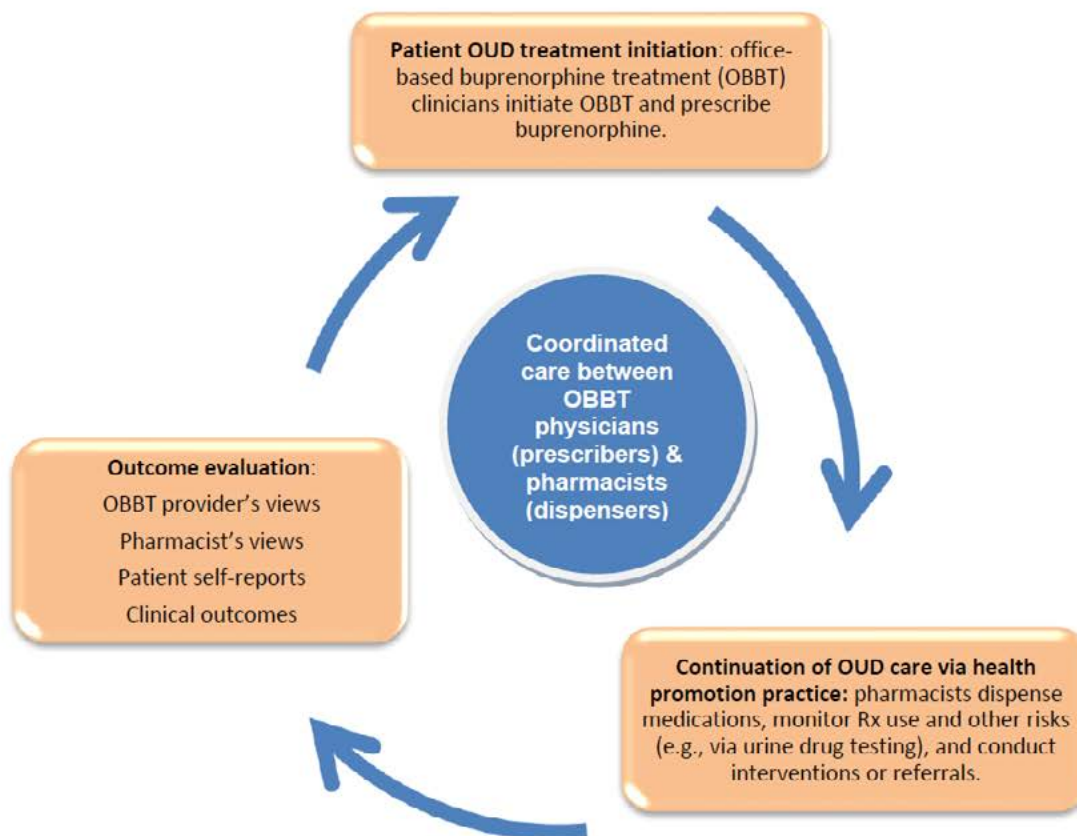 Patient OUD treatment initiation: office-
based buprenorphine treatment (OBBT)
clinicians initiate OBBT and prescribe
buprenorphine.
Coordinated
care between
OBBT
physicians
(prescribers) &
pharmacists
(dispensers)
Outcome evaluation:
OBBT provider’s views
Pharmacist’s views
Patient self-reports
Clinical outcomes
Continuation of OUD care via health
promotion practice: pharmacists dispense
medications, monitor Rx use and other risks
(e.g., via urine drug testing), and conduct
interventions or referrals.